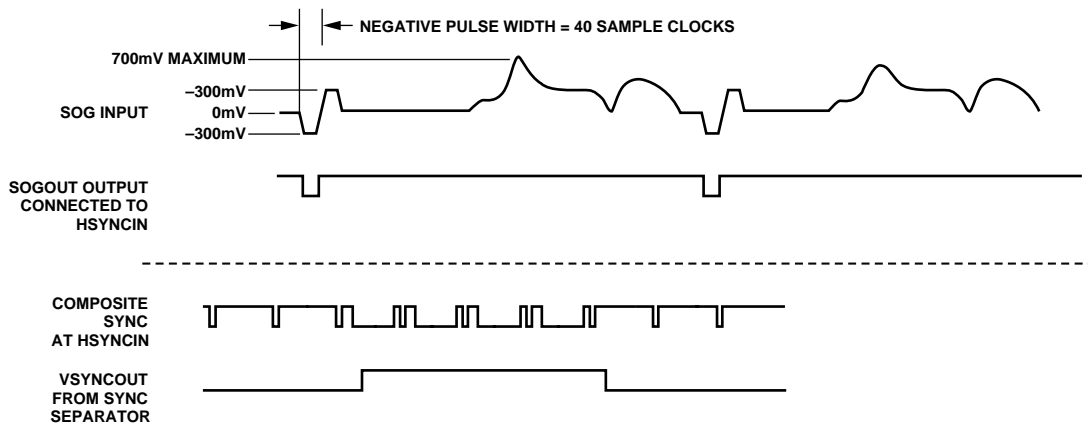 NEGATIVE PULSE WIDTH = 40 SAMPLE CLOCKS
700mV MAXIMUM
–300mV
SOG INPUT
0mV
–300mV
SOGOUT OUTPUT
CONNECTED TO
HSYNCIN
COMPOSITE
SYNC
AT HSYNCIN
VSYNCOUT
FROM SYNC
SEPARATOR